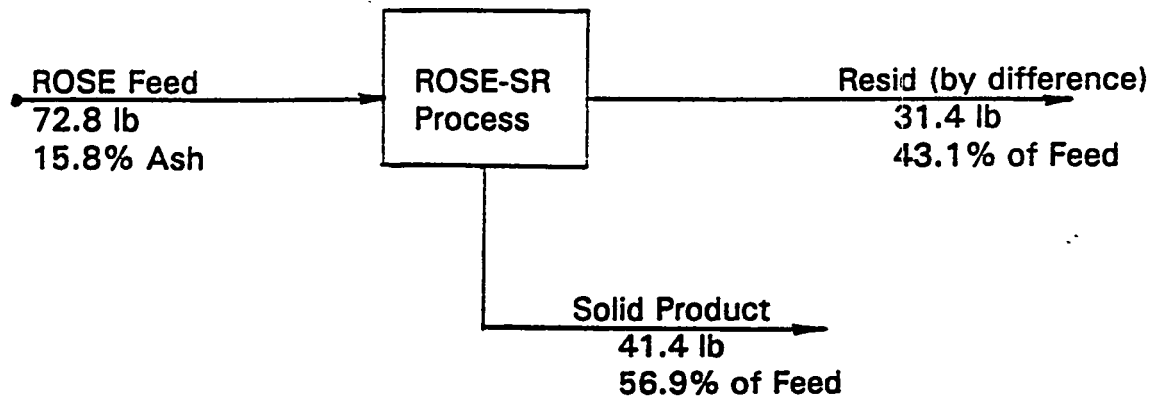 ROSE Feed
72.8 lb
15.8% Ash
ROSE-SR
Process
Resid (by difference)
31.4 lb
43.1% of Feed
Solid Product
41.4 lb
56.9% of Feed